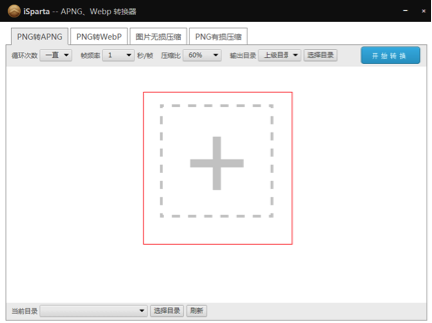 iSparta -- APNG、Webp 转换器
PNG转APNG PNG转WebP 图片无损压缩 PNG有损压缩
循环次数 一直 帧频率 1 秒/帧 压缩比 60% 输出目录 上级目录 选择目录 开 始 转 换
当前目录 选择目录 刷新